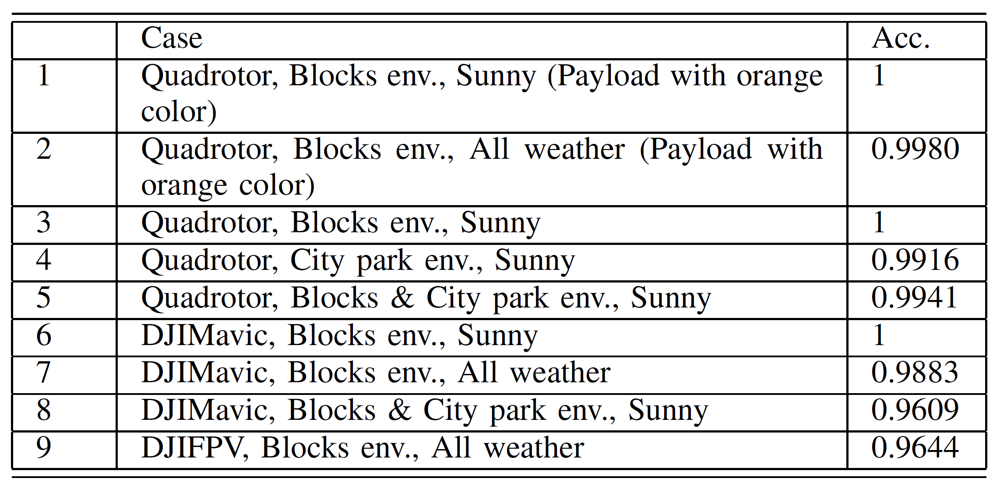 Case Acc.
1 Quadrotor, Blocks env., Sunny (Payload with orange 1
color)
2 Quadrotor, Blocks env., All weather (Payload with 0.9980
orange color)
3 Quadrotor, Blocks env., Sunny 1
4 Quadrotor, City park env., Sunny 0.9916
5 Quadrotor, Blocks & City park env., Sunny 0.9941
6 DJIMavic, Blocks env., Sunny 1
7 DJIMavic, Blocks env., All weather 0.9883
8 DJIMavic, Blocks & City park env., Sunny 0.9609
9 DJIFPV, Blocks env., All weather 0.9644